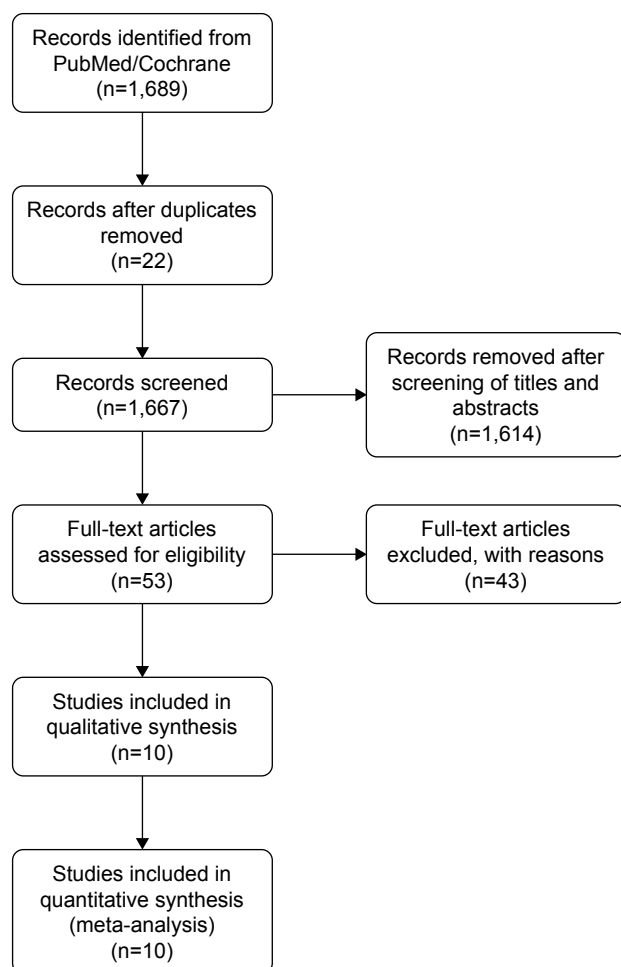 Records identified from
PubMed/Cochrane
(n=1,689)
Records after duplicates
removed
(n=22)
Records screened
(n=1,667)
Records removed after
screening of titles and
abstracts
(n=1,614)
Full-text articles
assessed for eligibility
(n=53)
Full-text articles
excluded, with reasons
(n=43)
Studies included in
qualitative synthesis
(n=10)
Studies included in
quantitative synthesis
(meta-analysis)
(n=10)